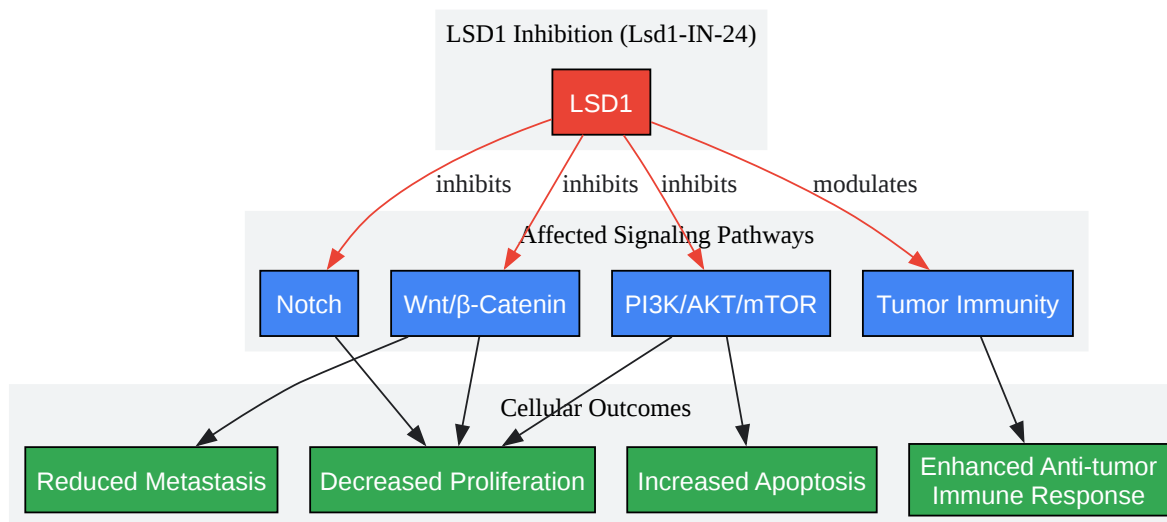 LSD1 Inhibition (Lsd1-IN-24)
LSD1
inhibits
inhibits
inhibits
modulates
Affected Signaling Pathways
Notch
Wnt/β-Catenin
PI3K/AKT/mTOR
Tumor Immunity
Cellular Outcomes
Reduced Metastasis
Decreased Proliferation
Increased Apoptosis
Enhanced Anti-tumor
Immune Response